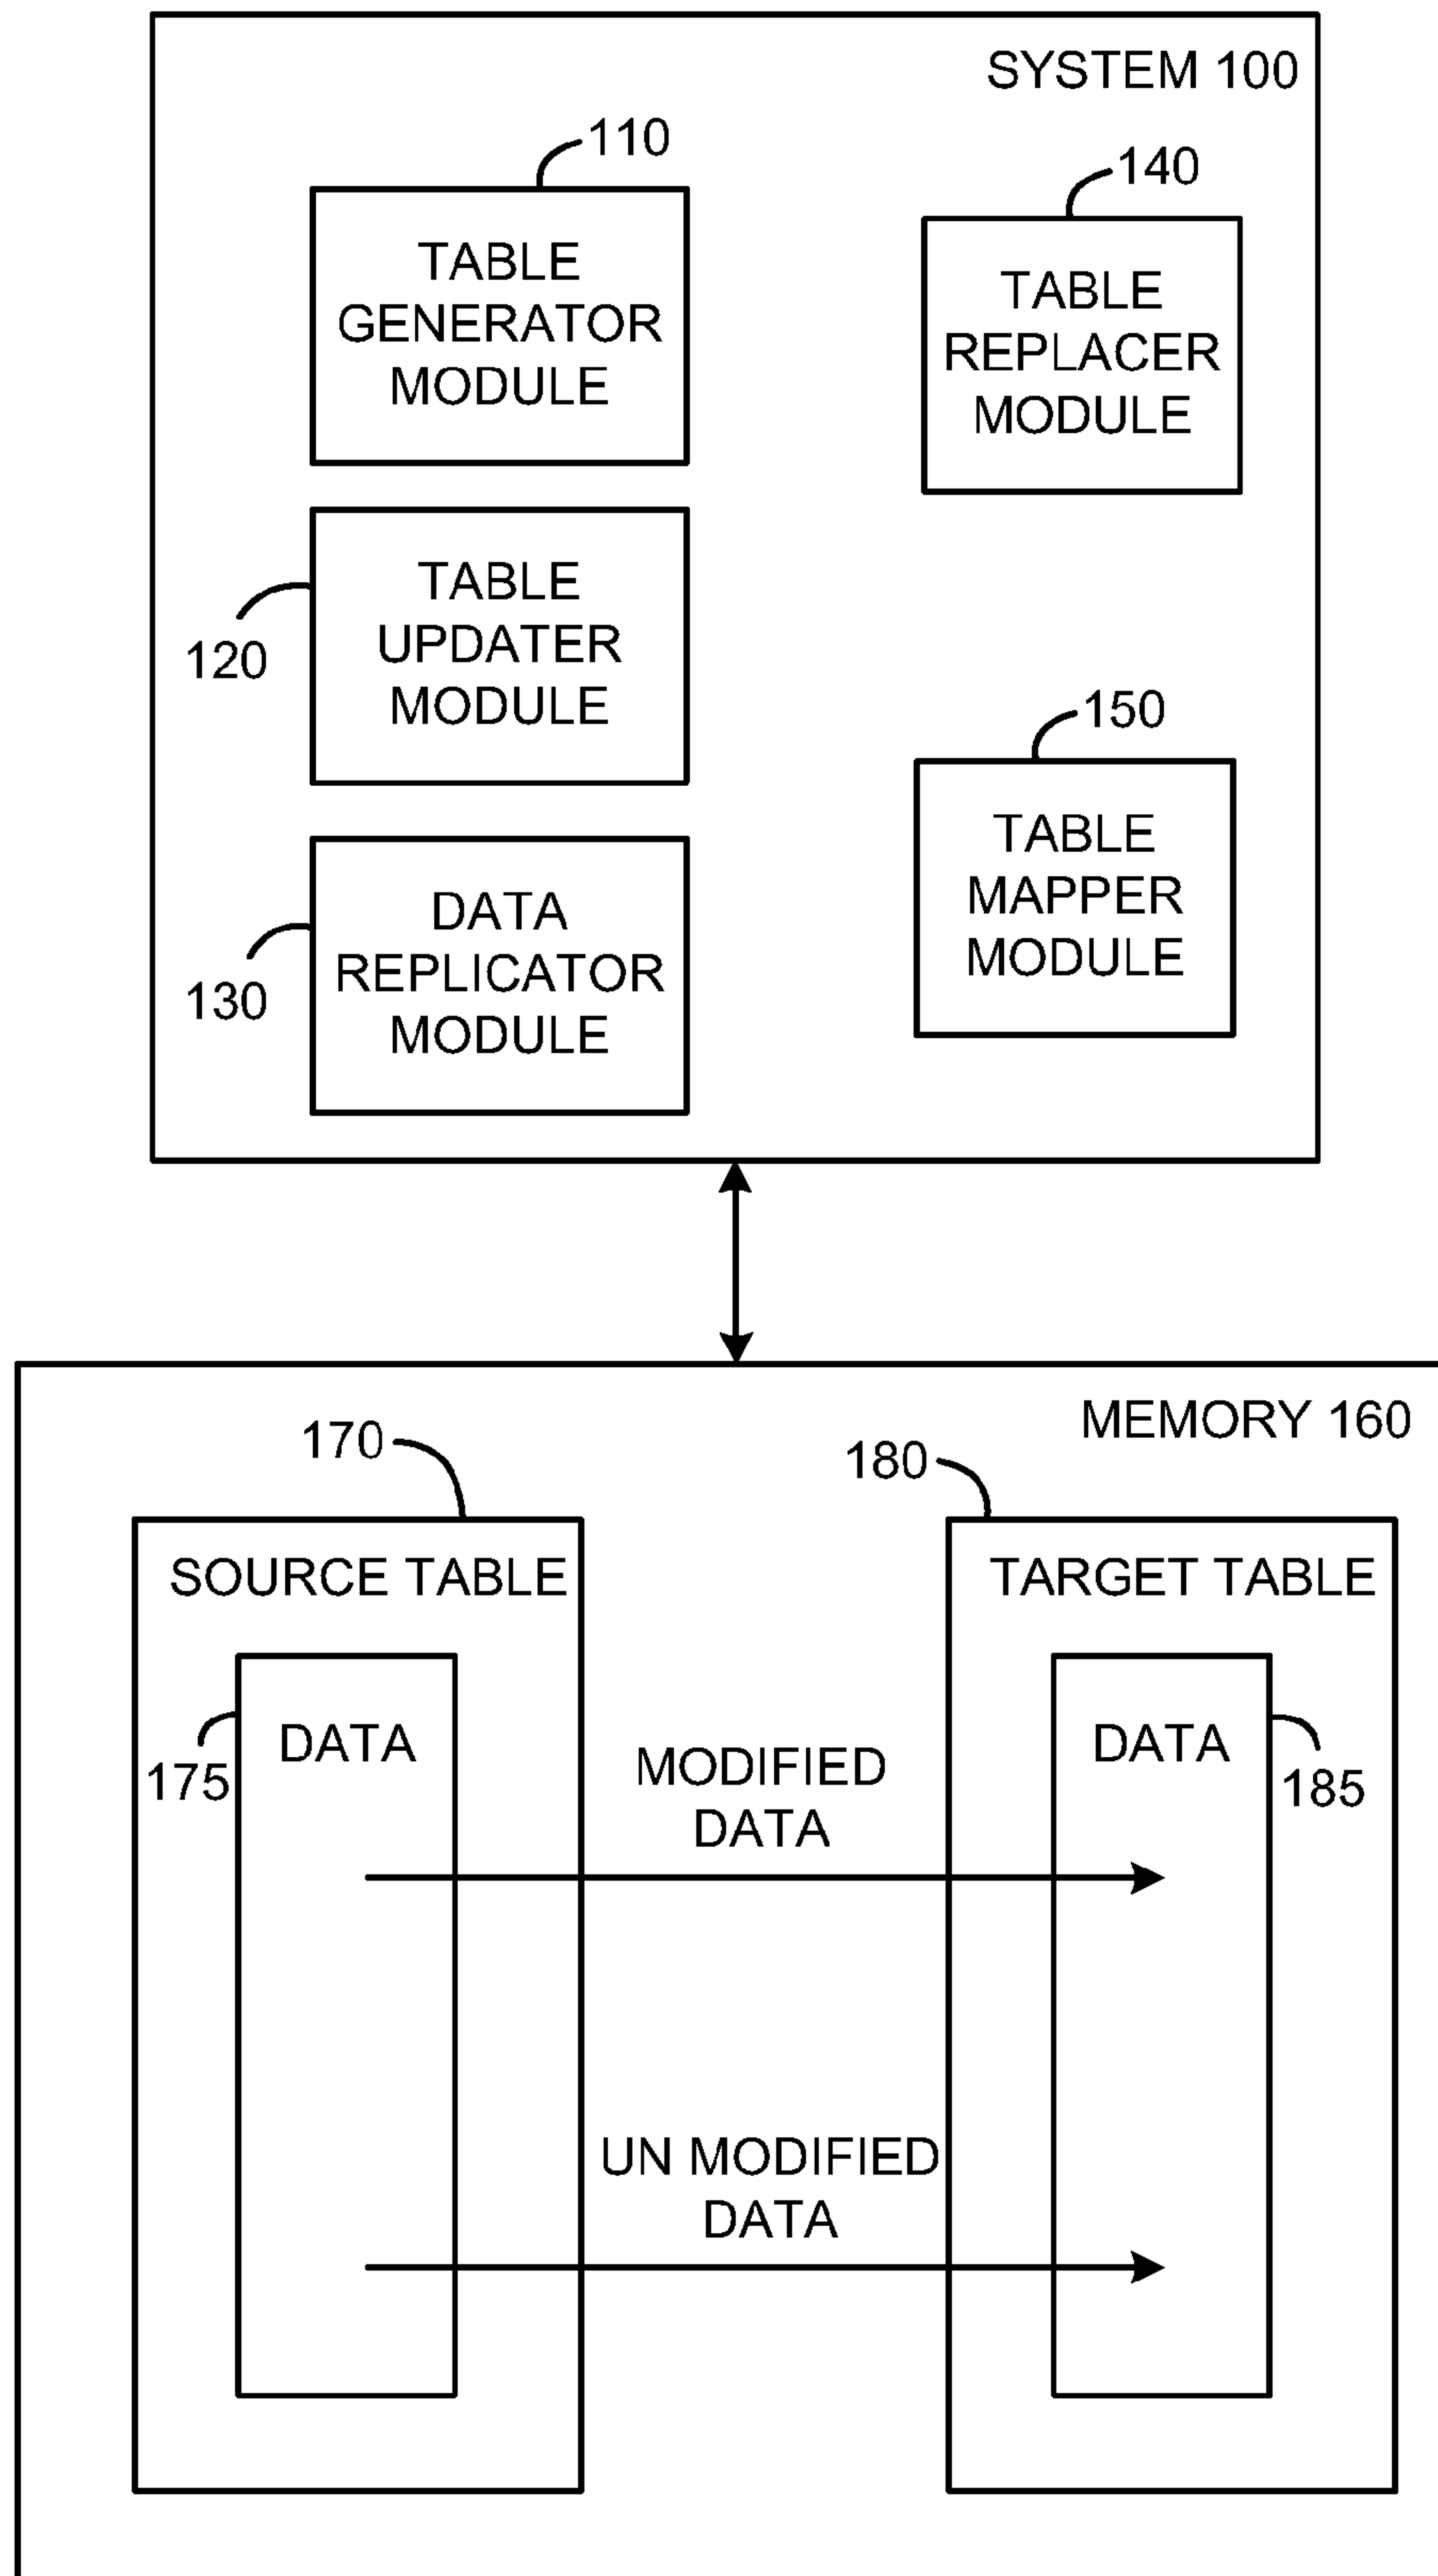 SYSTEM 100
110
TABLE
GENERATOR
MODULE
140
TABLE
REPLACER
MODULE
120
TABLE
UPDATER
MODULE
150
TABLE
MAPPER
MODULE
130
DATA
REPLICATOR
MODULE
MEMORY 160
170
180
SOURCE TABLE
TARGET TABLE
175
DATA
MODIFIED
DATA
DATA
185
UN MODIFIED
DATA